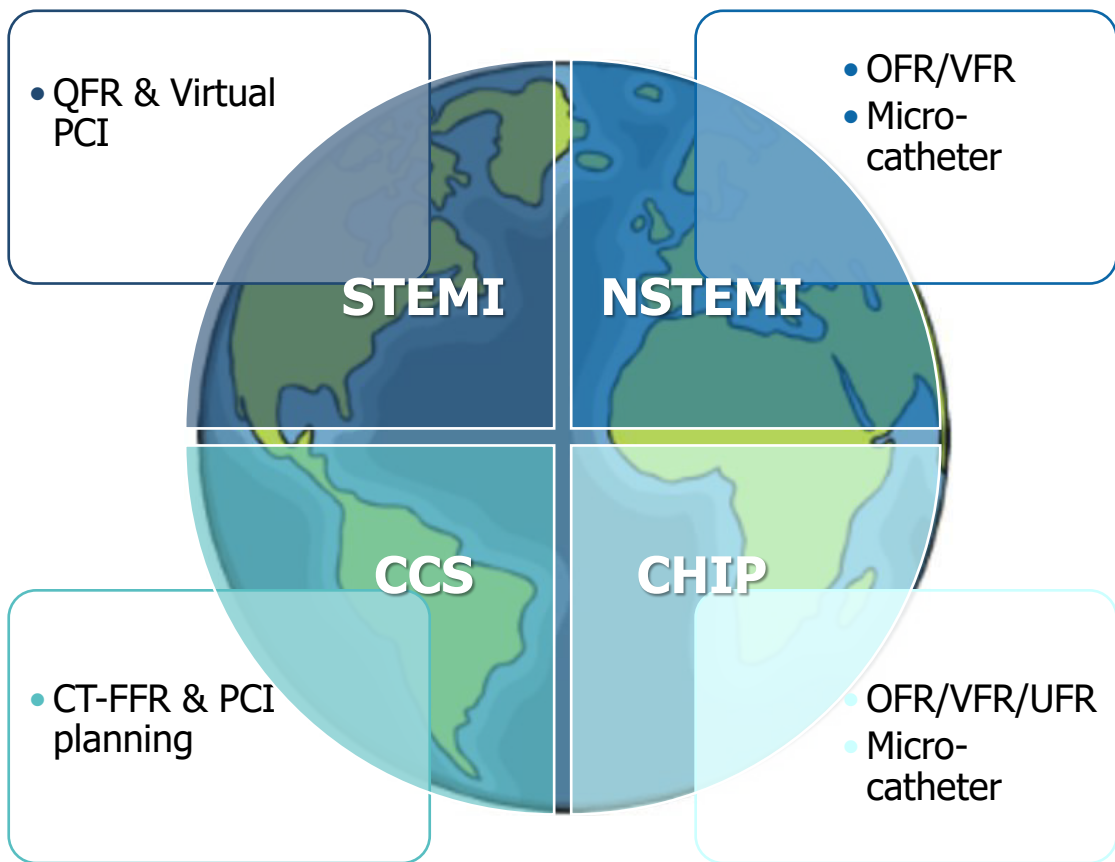 • QFR & Virtual
PCI
• OFR/VFR
• Micro-
catheter
STEMI
NSTEMI
CCS
CHIP
• CT-FFR & PCI
planning
• OFR/VFR/UFR
• Micro-
catheter